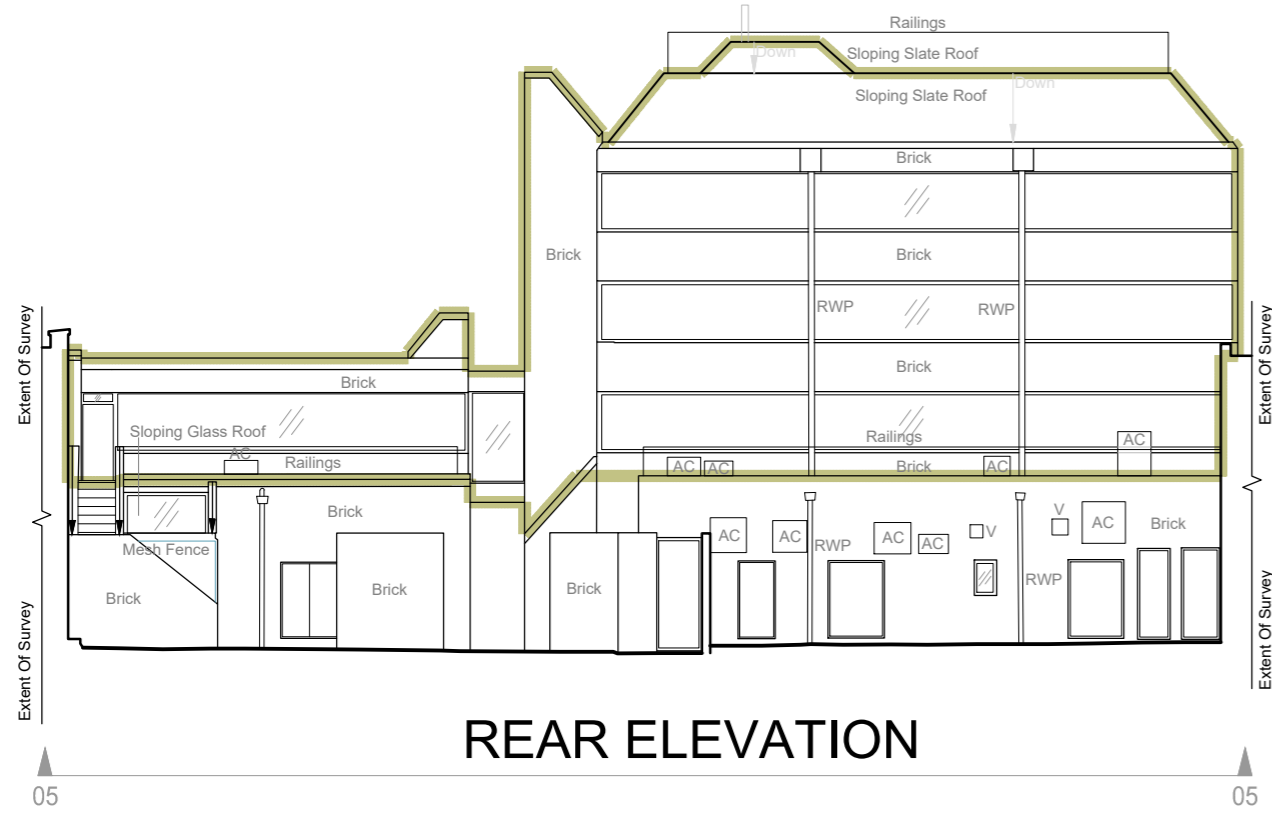 Railings
Down
Sloping Slate Roof
Down
Sloping Slate Roof
Brick
Brick
Brick
RWP
RWP
Extent Of Survey
Extent Of Survey
Brick
Brick
Sloping Glass Roof
Railings
AC
AC
Railings
AC
AC
AC
Brick
Brick
V
V
AC
Brick
AC
AC
AC
AC
RWP
Mesh Fence
RWP
Brick
Brick
Brick
Extent Of Survey
Extent Of Survey
REAR ELEVATION
05
05